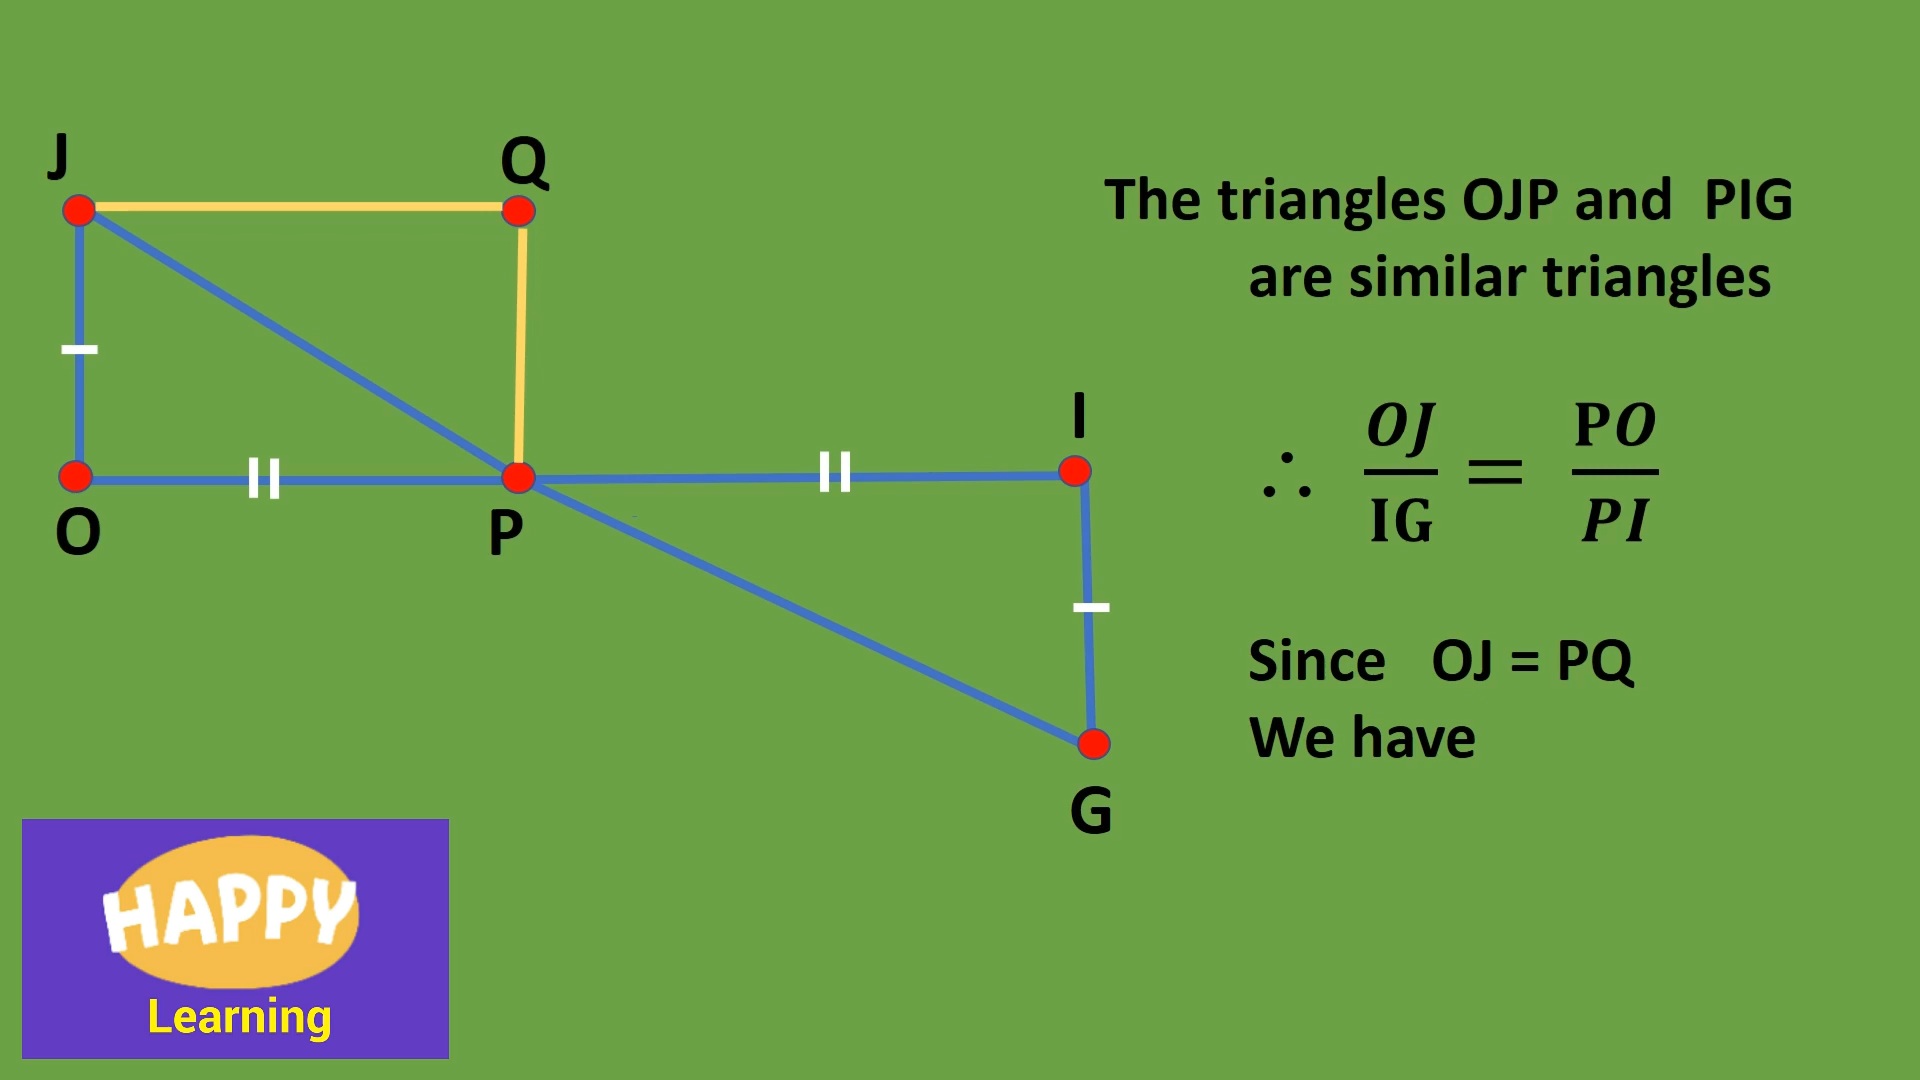 J
Q
The triangles OJP and PIG
are similar triangles
I
∴ OJ/IG = PO/PI
O
P
Since OJ = PQ
We have
G
HAPPY
Learning